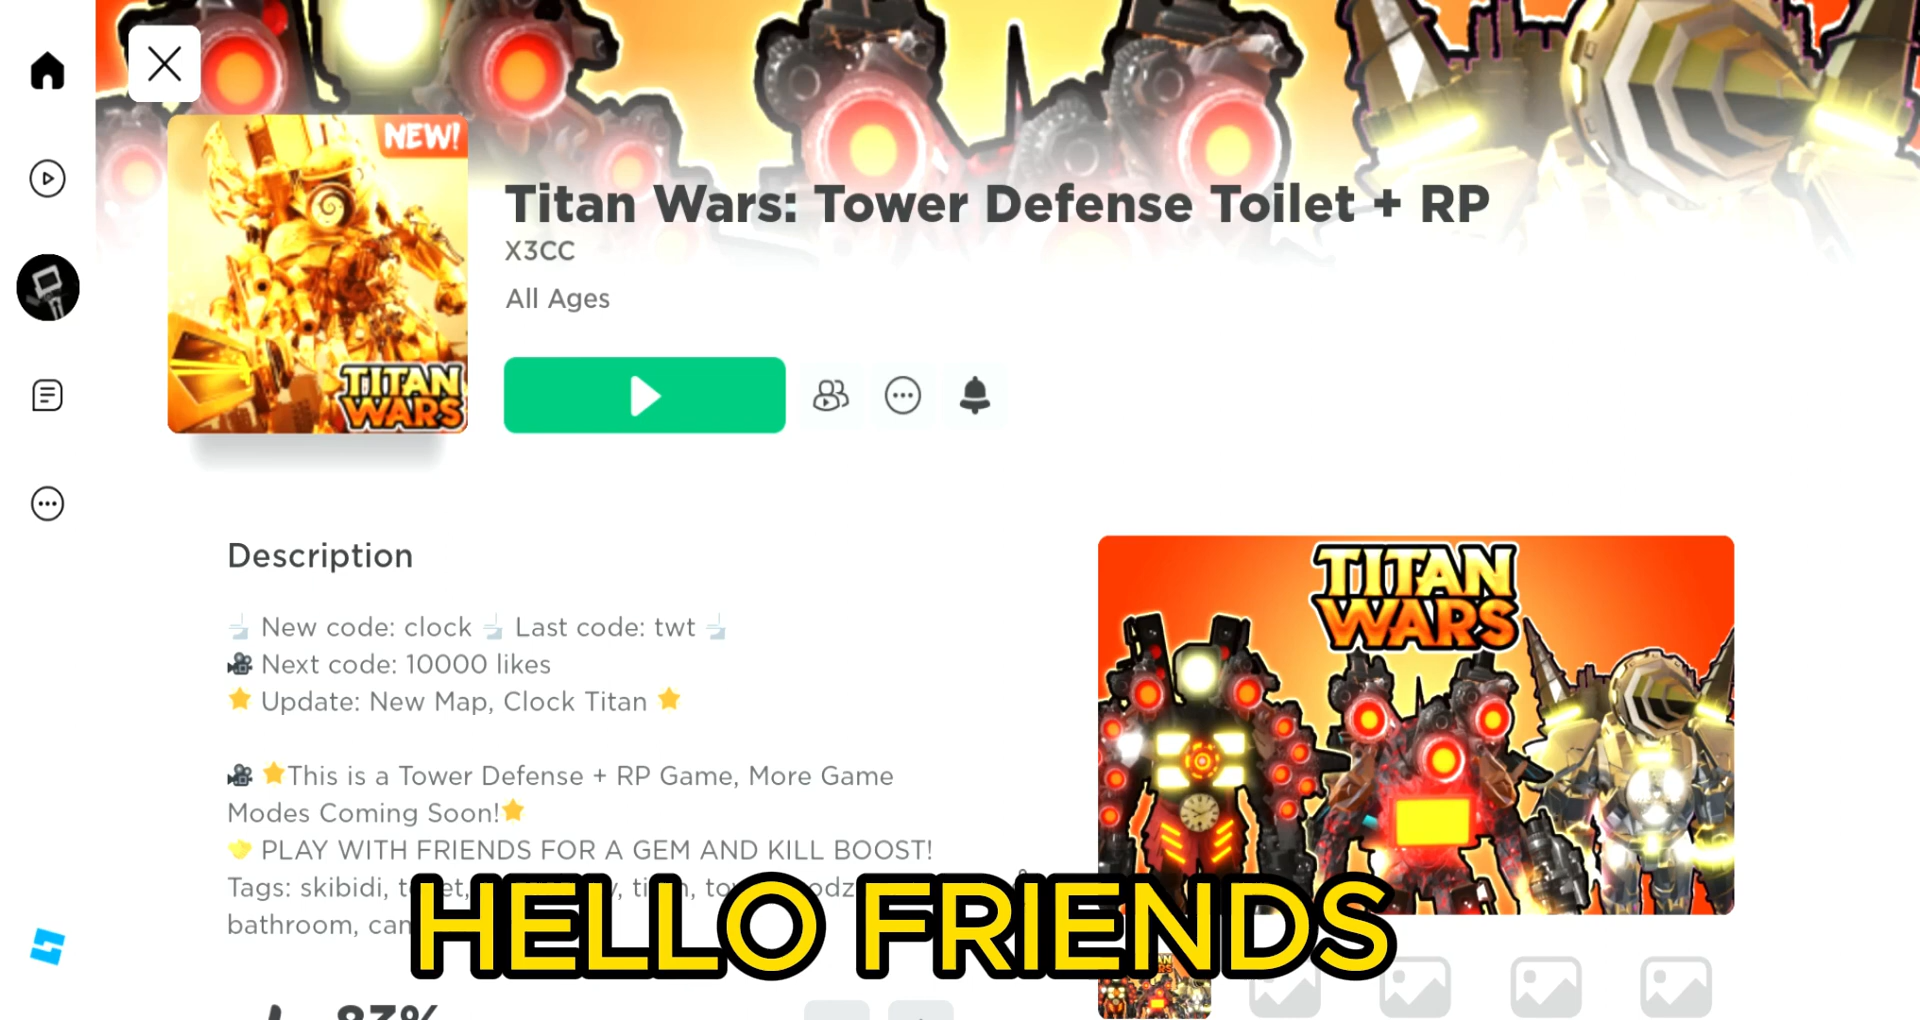 NEW!
TITAN
WARS
Titan Wars: Tower Defense Toilet + RP
X3CC
All Ages
Description
New code: clock Last code: twt
Next code: 10000 likes
Update: New Map, Clock Titan
This is a Tower Defense + RP Game, More Game
Modes Coming Soon!
PLAY WITH FRIENDS FOR A GEM AND KILL BOOST!
Tags: skibidi,
bathroom,
HELLO FRIENDS
83%
TITAN
WARS
WARS